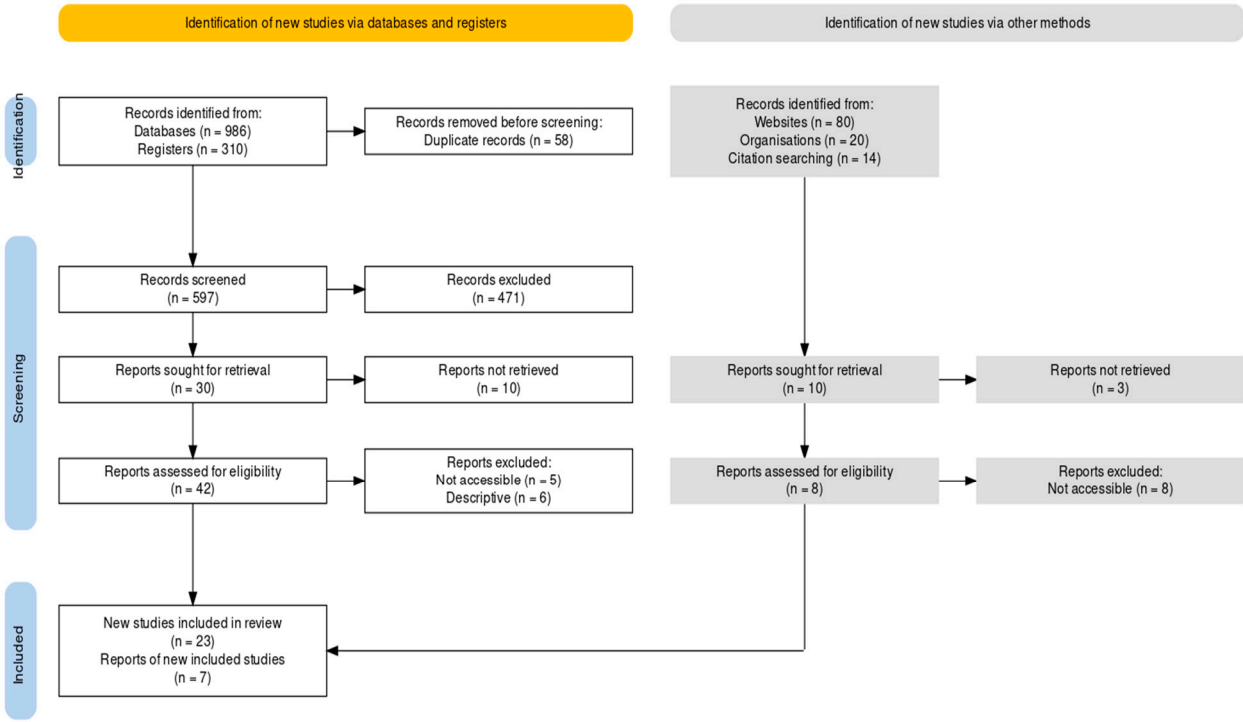 Identification of new studies via databases and registers
Identification of new studies via other methods
Identification
Records identified from:
Databases (n = 986)
Registers (n = 310)
Records removed before screening:
Duplicate records (n = 58)
Records identified from:
Websites (n = 80)
Organisations (n = 20)
Citation searching (n = 14)
Screening
Records screened
(n = 597)
Records excluded
(n = 471)
Reports sought for retrieval
(n = 30)
Reports not retrieved
(n = 10)
Reports sought for retrieval
(n = 10)
Reports not retrieved
(n = 3)
Reports assessed for eligibility
(n = 42)
Reports excluded:
Not accessible (n = 5)
Descriptive (n = 6)
Reports assessed for eligibility
(n = 8)
Reports excluded:
Not accessible (n = 8)
Included
New studies included in review
(n = 23)
Reports of new included studies
(n = 7)